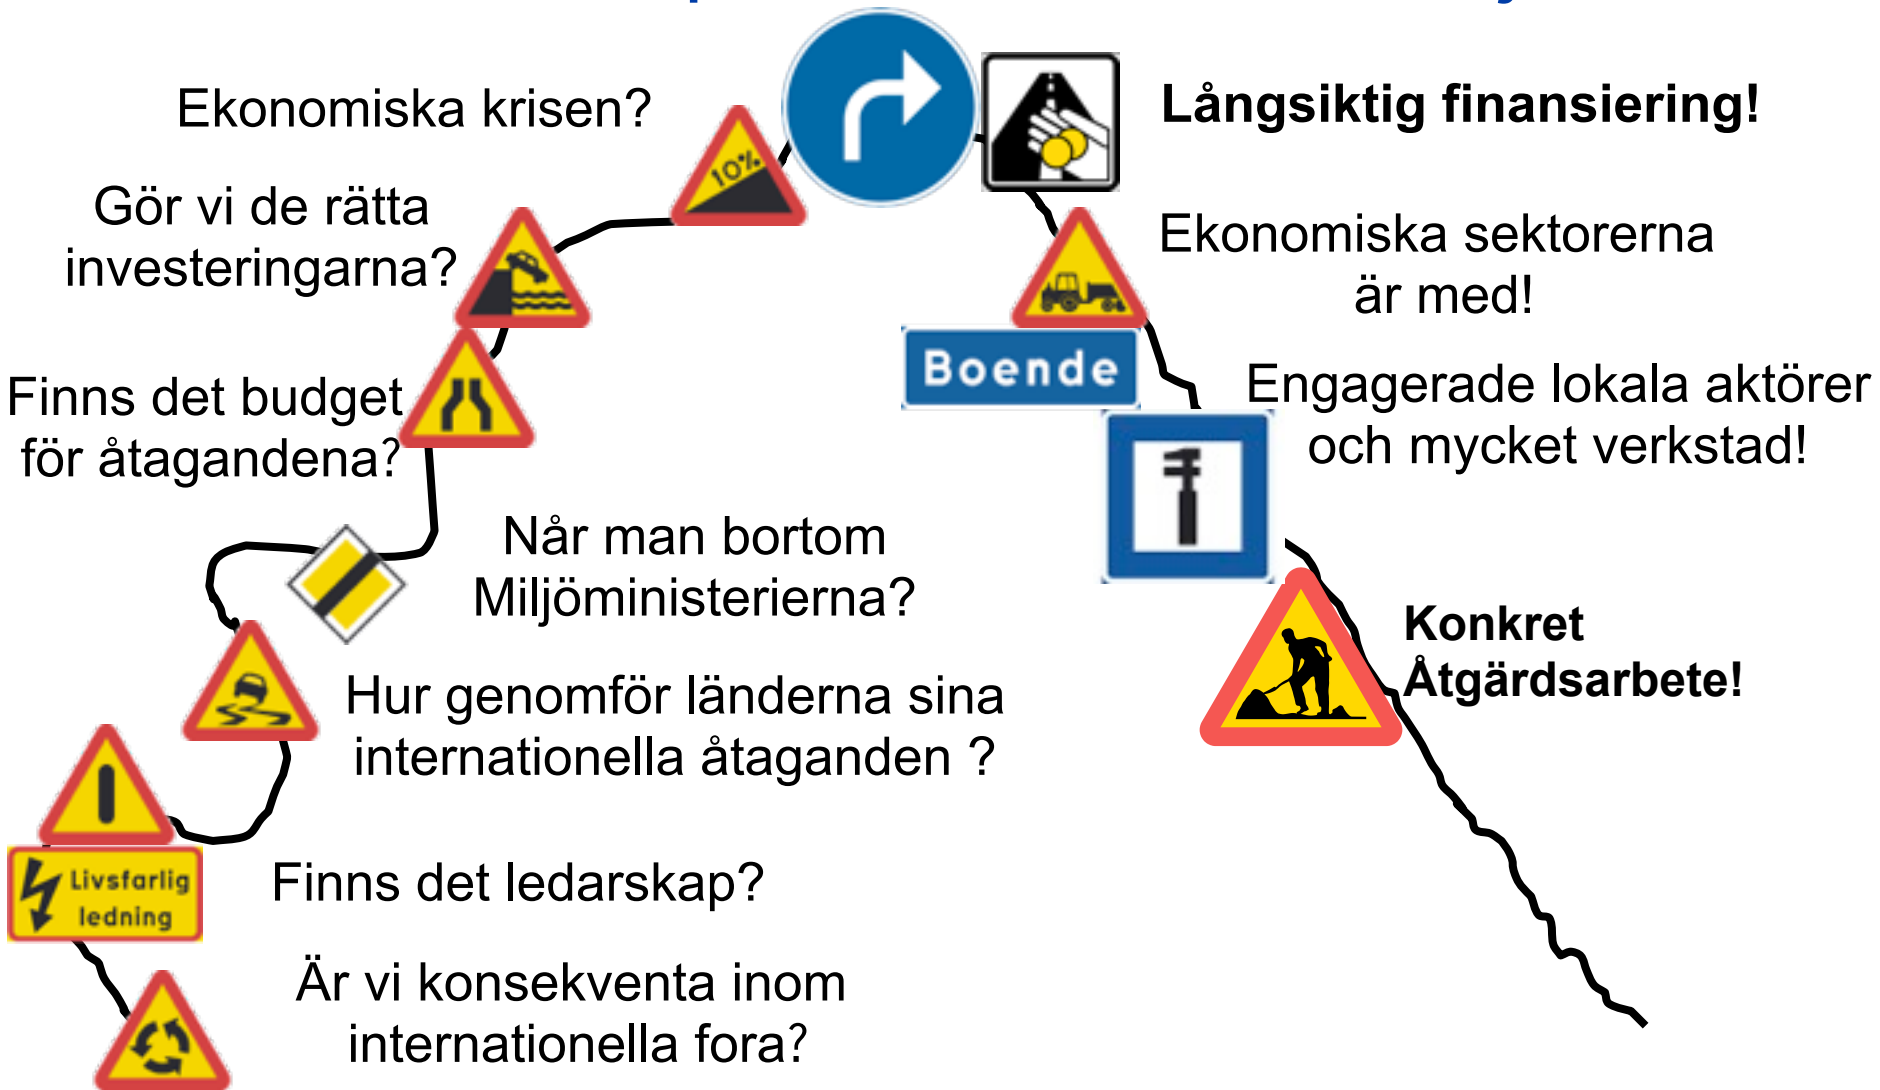 Ekonomiska krisen?
Gör vi de rätta
investeringarna?
Finns det budget
för åtagandena?
Når man bortom
Miljöministerierna?
Hur genomför länderna sina
internationella åtaganden ?
Finns det ledarskap?
Är vi konsekventa inom
internationella fora?
10%
Livsfarlig
ledning
Långsiktig finansiering!
Ekonomiska sektorerna
är med!
Boende
Engagerade lokala aktörer
och mycket verkstad!
Konkret
Åtgärdsarbete!